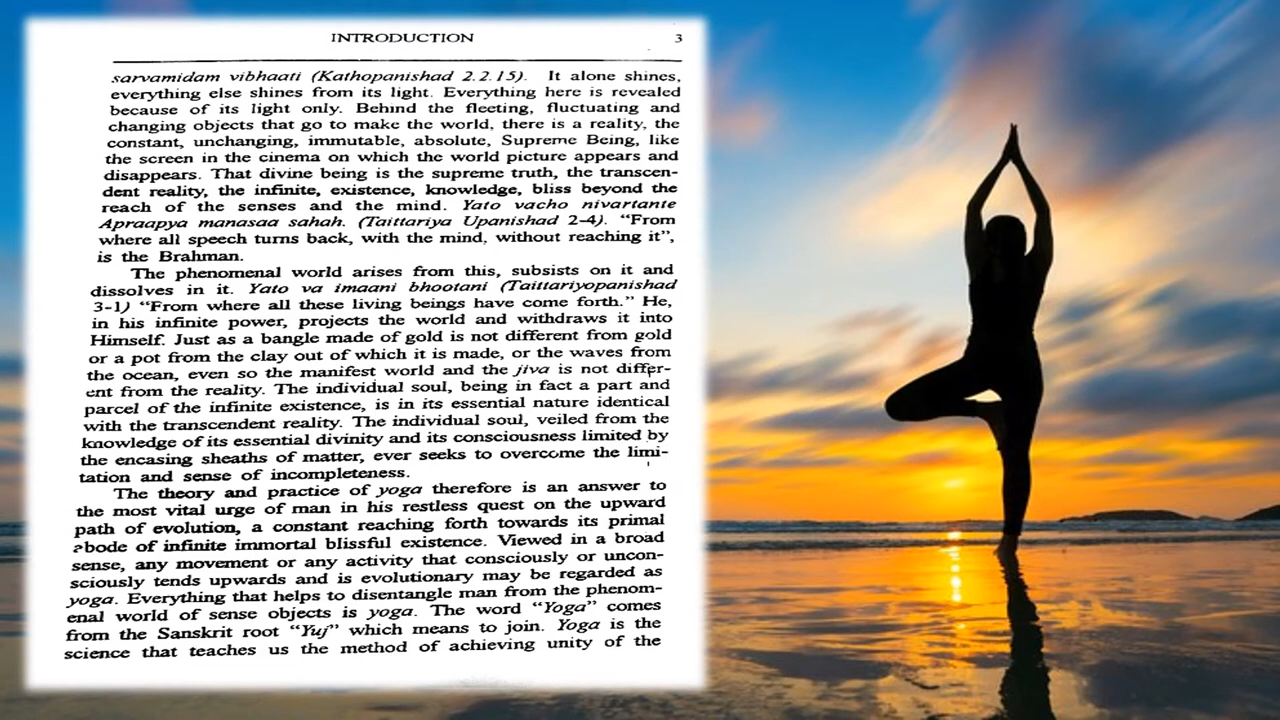 INTRODUCTION 3
sarvamidam vibhaati (Kathopanishad 2.2.15). It alone shines,
everything else shines from its light. Everything here is revealed
because of its light only. Behind the fleeting, fluctuating and
changing objects that go to make the world, there is a reality, the
constant, unchanging, immutable, absolute, Supreme Being, like
the screen in the cinema on which the world picture appears and
disappears. That divine being is the supreme truth, the transcen-
dent reality, the infinite, existence, knowledge, bliss beyond the
reach of the senses and the mind. Yato vacho nivartante
Apraapya manasaa sahah. (Taittariya Upanishad 2-4). “From
where all speech turns back, with the mind, without reaching it”,
is the Brahman.
The phenomenal world arises from this, subsists on it and
dissolves in it. Yato va imaani bhootani (Taittariyopanishad
3-1) “From where all these living beings have come forth.” He,
in his infinite power, projects the world and withdraws it into
Himself. Just as a bangle made of gold is not different from gold
or a pot from the clay out of which it is made, or the waves from
the ocean, even so the manifest world and the jiva is not differ-
ent from the reality. The individual soul, being in fact a part and
parcel of the infinite existence, is in its essential nature identical
with the transcendent reality. The individual soul, veiled from the
knowledge of its essential divinity and its consciousness limited by
the encasing sheaths of matter, ever seeks to overcome the limi-
tation and sense of incompleteness.
The theory and practice of yoga therefore is an answer to
the most vital urge of man in his restless quest on the upward
path of evolution, a constant reaching forth towards its primal
abode of infinite immortal blissful existence. Viewed in a broad
sense, any movement or any activity that consciously or uncon-
sciously tends upwards and is evolutionary may be regarded as
yoga. Everything that helps to disentangle man from the phenom-
enal world of sense objects is yoga. The word “Yoga” comes
from the Sanskrit root “Yuj” which means to join. Yoga is the
science that teaches us the method of achieving unity of the